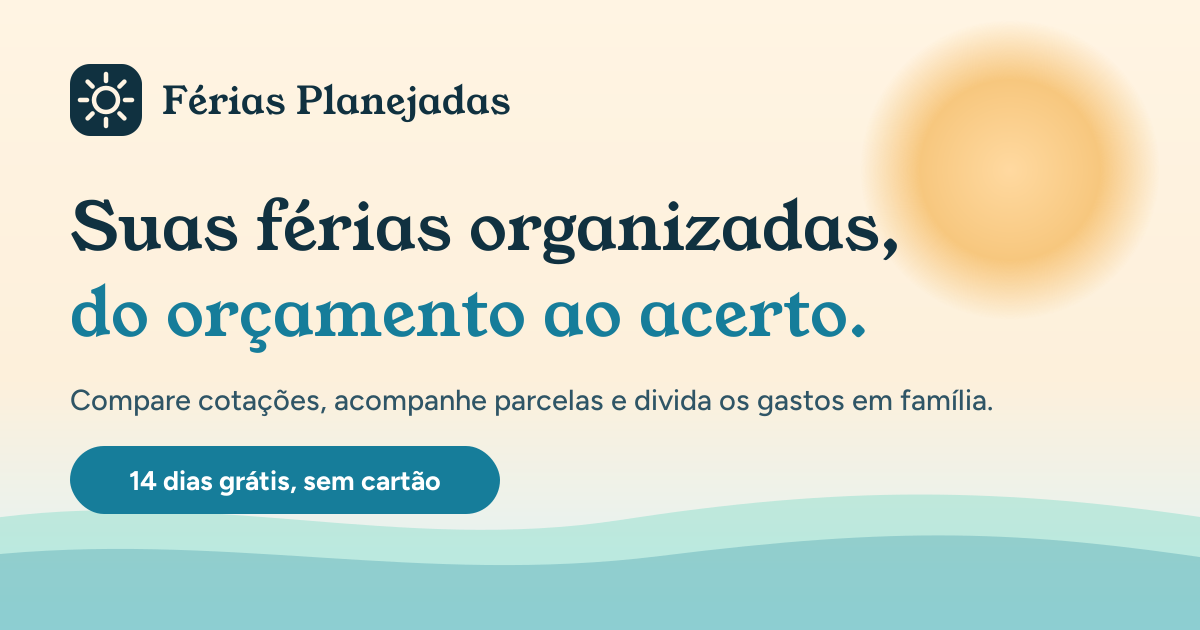 Férias Planejadas
Suas férias organizadas,
do orçamento ao acerto.
Compare cotações, acompanhe parcelas e divida os gastos em família.
14 dias grátis, sem cartão